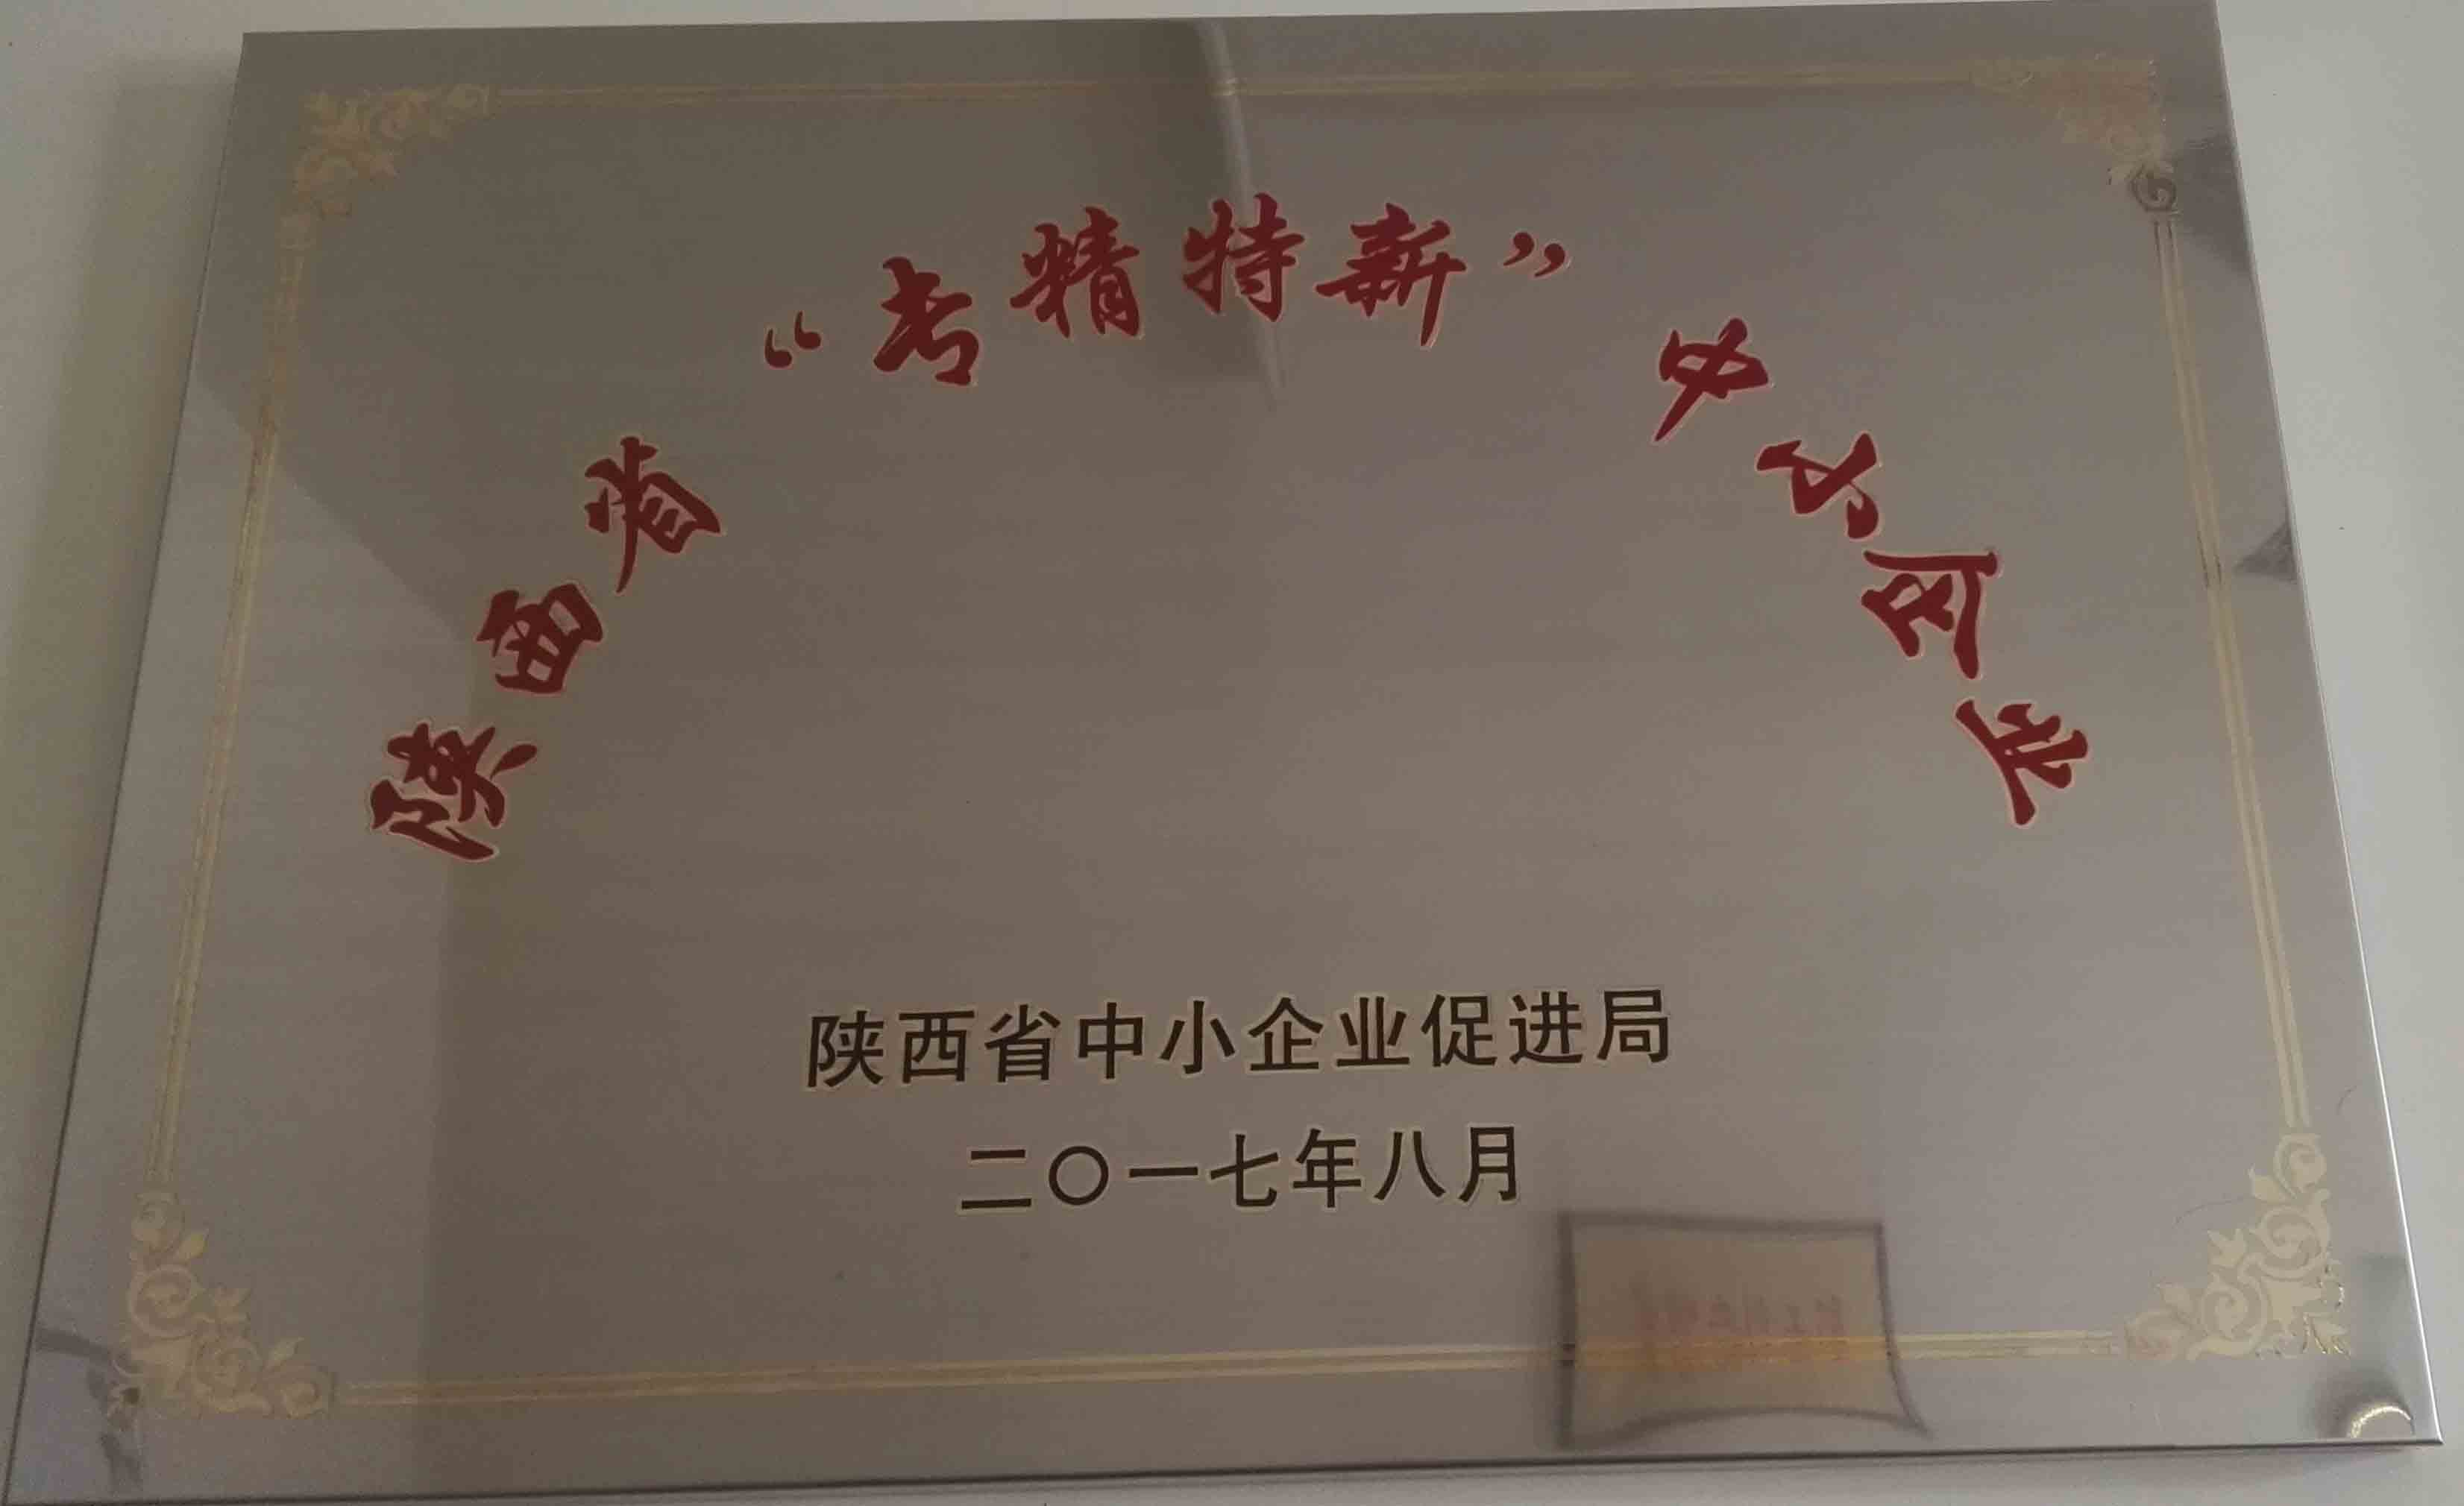 陕西省“专精特新”中小企业
陕西省中小企业促进局
二〇一七年八月